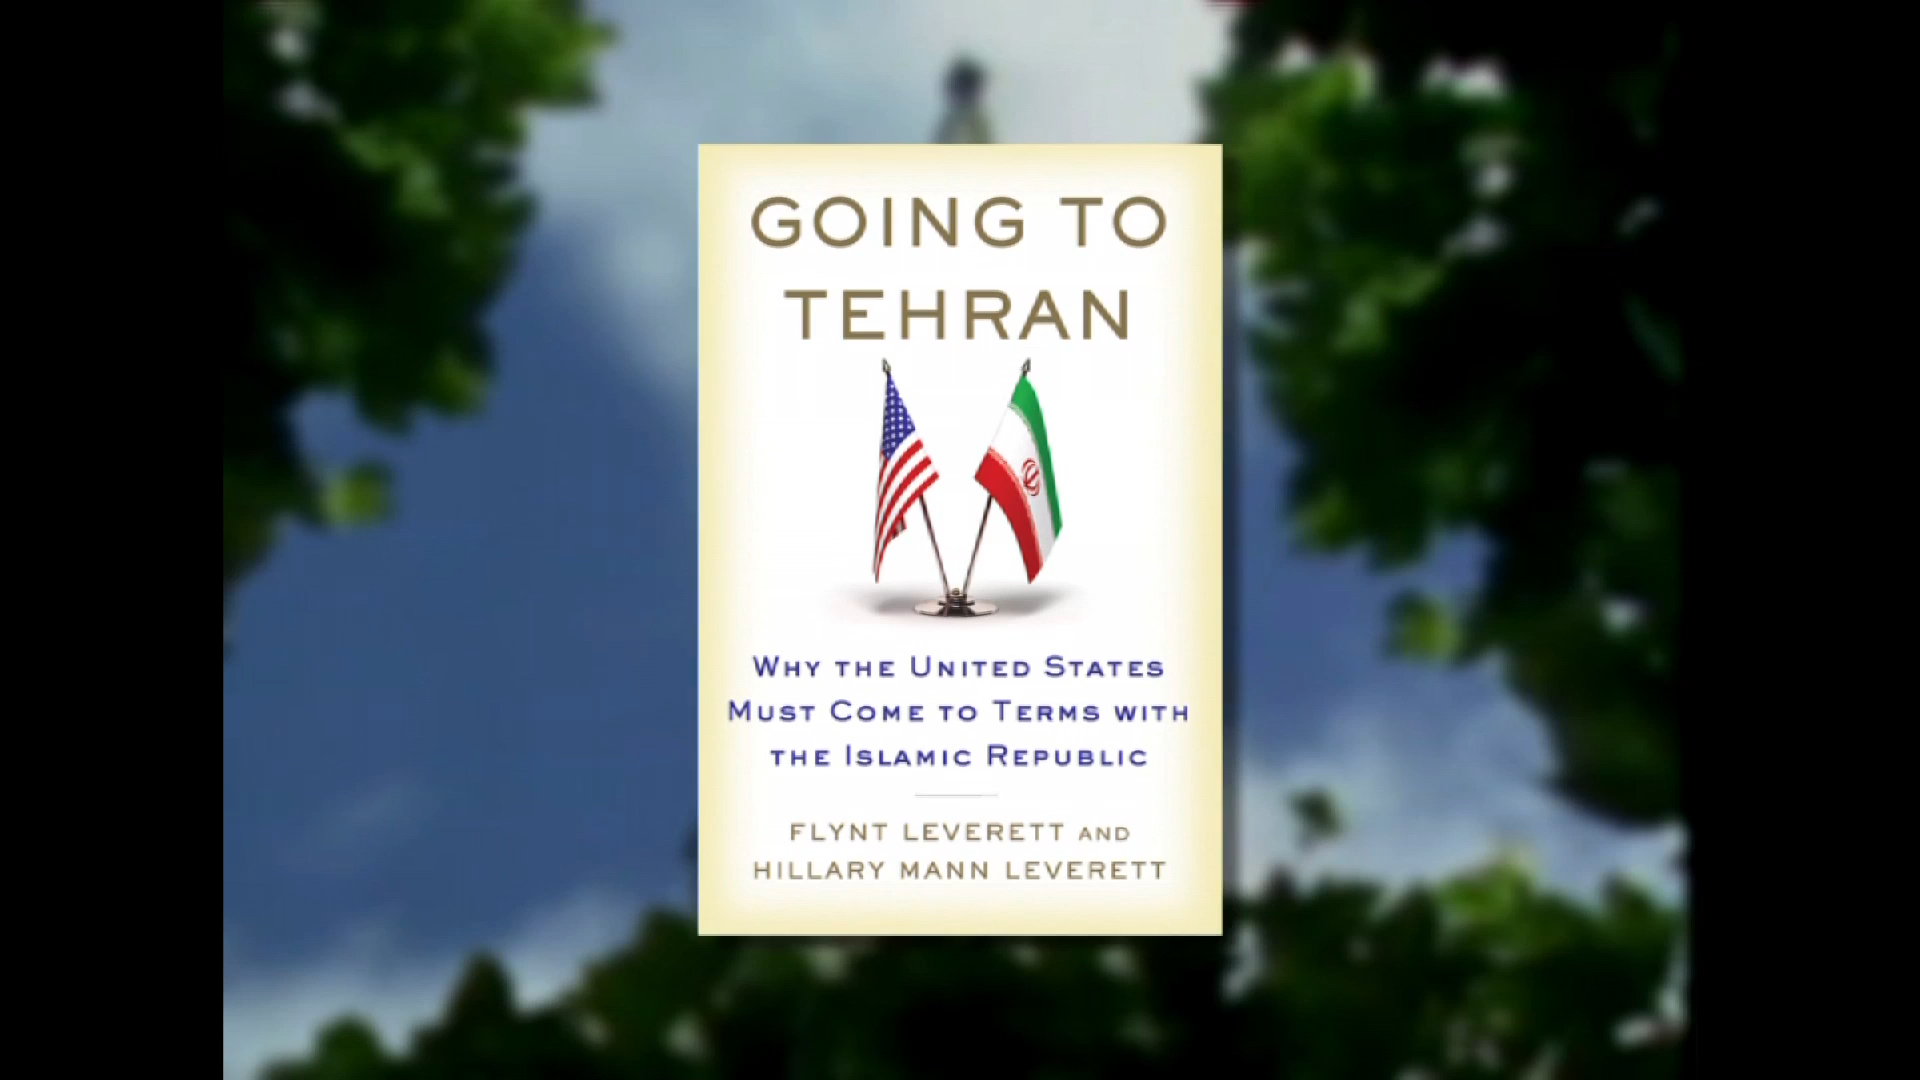 GOING TO
TEHRAN
WHY THE UNITED STATES
MUST COME TO TERMS WITH
THE ISLAMIC REPUBLIC
FLYNT LEVERETT AND
HILLARY MANN LEVERETT